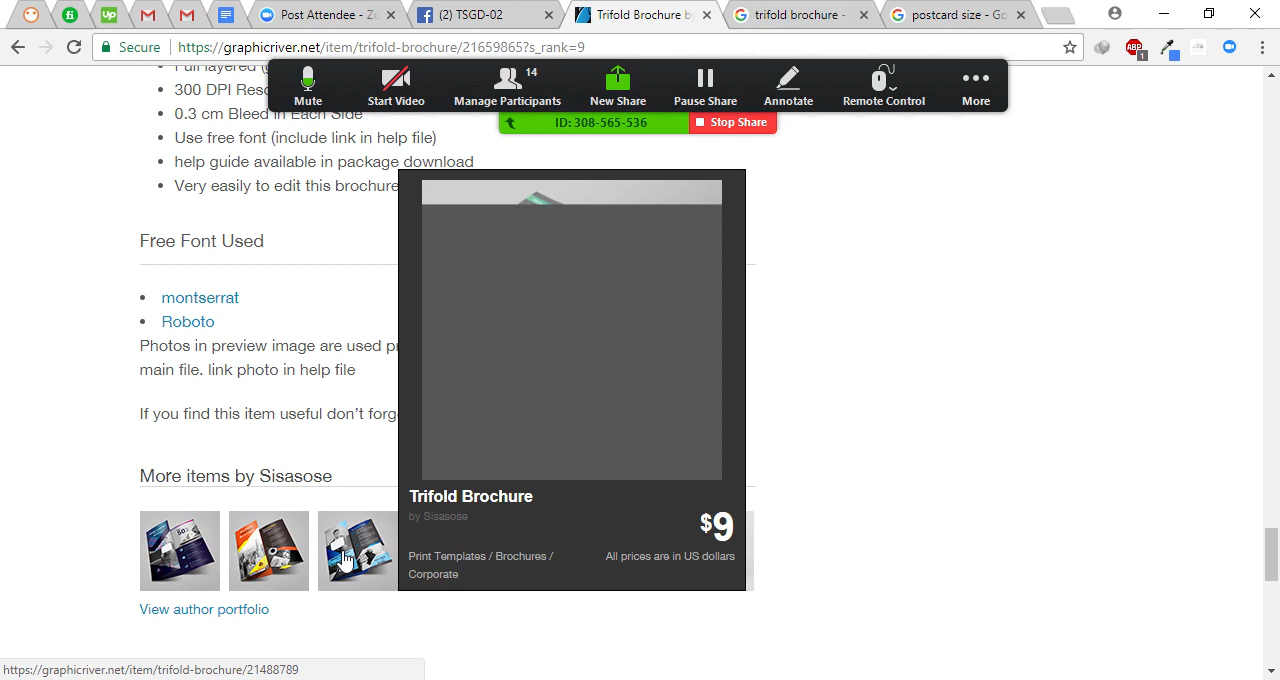 Post Attendee - Zo
(2) TSGD-02
Trifold Brochure b
trifold brochure -
postcard size - Go
Secure
https://graphicriver.net/item/trifold-brochure/21659865?s_rank=9
ABP
1
Mute
Start Video
14
Manage Participants
New Share
Pause Share
Annotate
Remote Control
More
ID: 308-565-536
Stop Share
Full layered (
300 DPI Reso
0.3 cm Bleed in Each Side
Use free font (include link in help file)
help guide available in package download
Very easily to edit this brochure
Free Font Used
montserrat
Roboto
Photos in preview image are used pr
main file. link photo in help file
If you find this item useful don’t forg
More items by Sisasose
Trifold Brochure
by Sisasose
$9
Print Templates / Brochures /
Corporate
All prices are in US dollars
View author portfolio
https://graphicriver.net/item/trifold-brochure/21488789